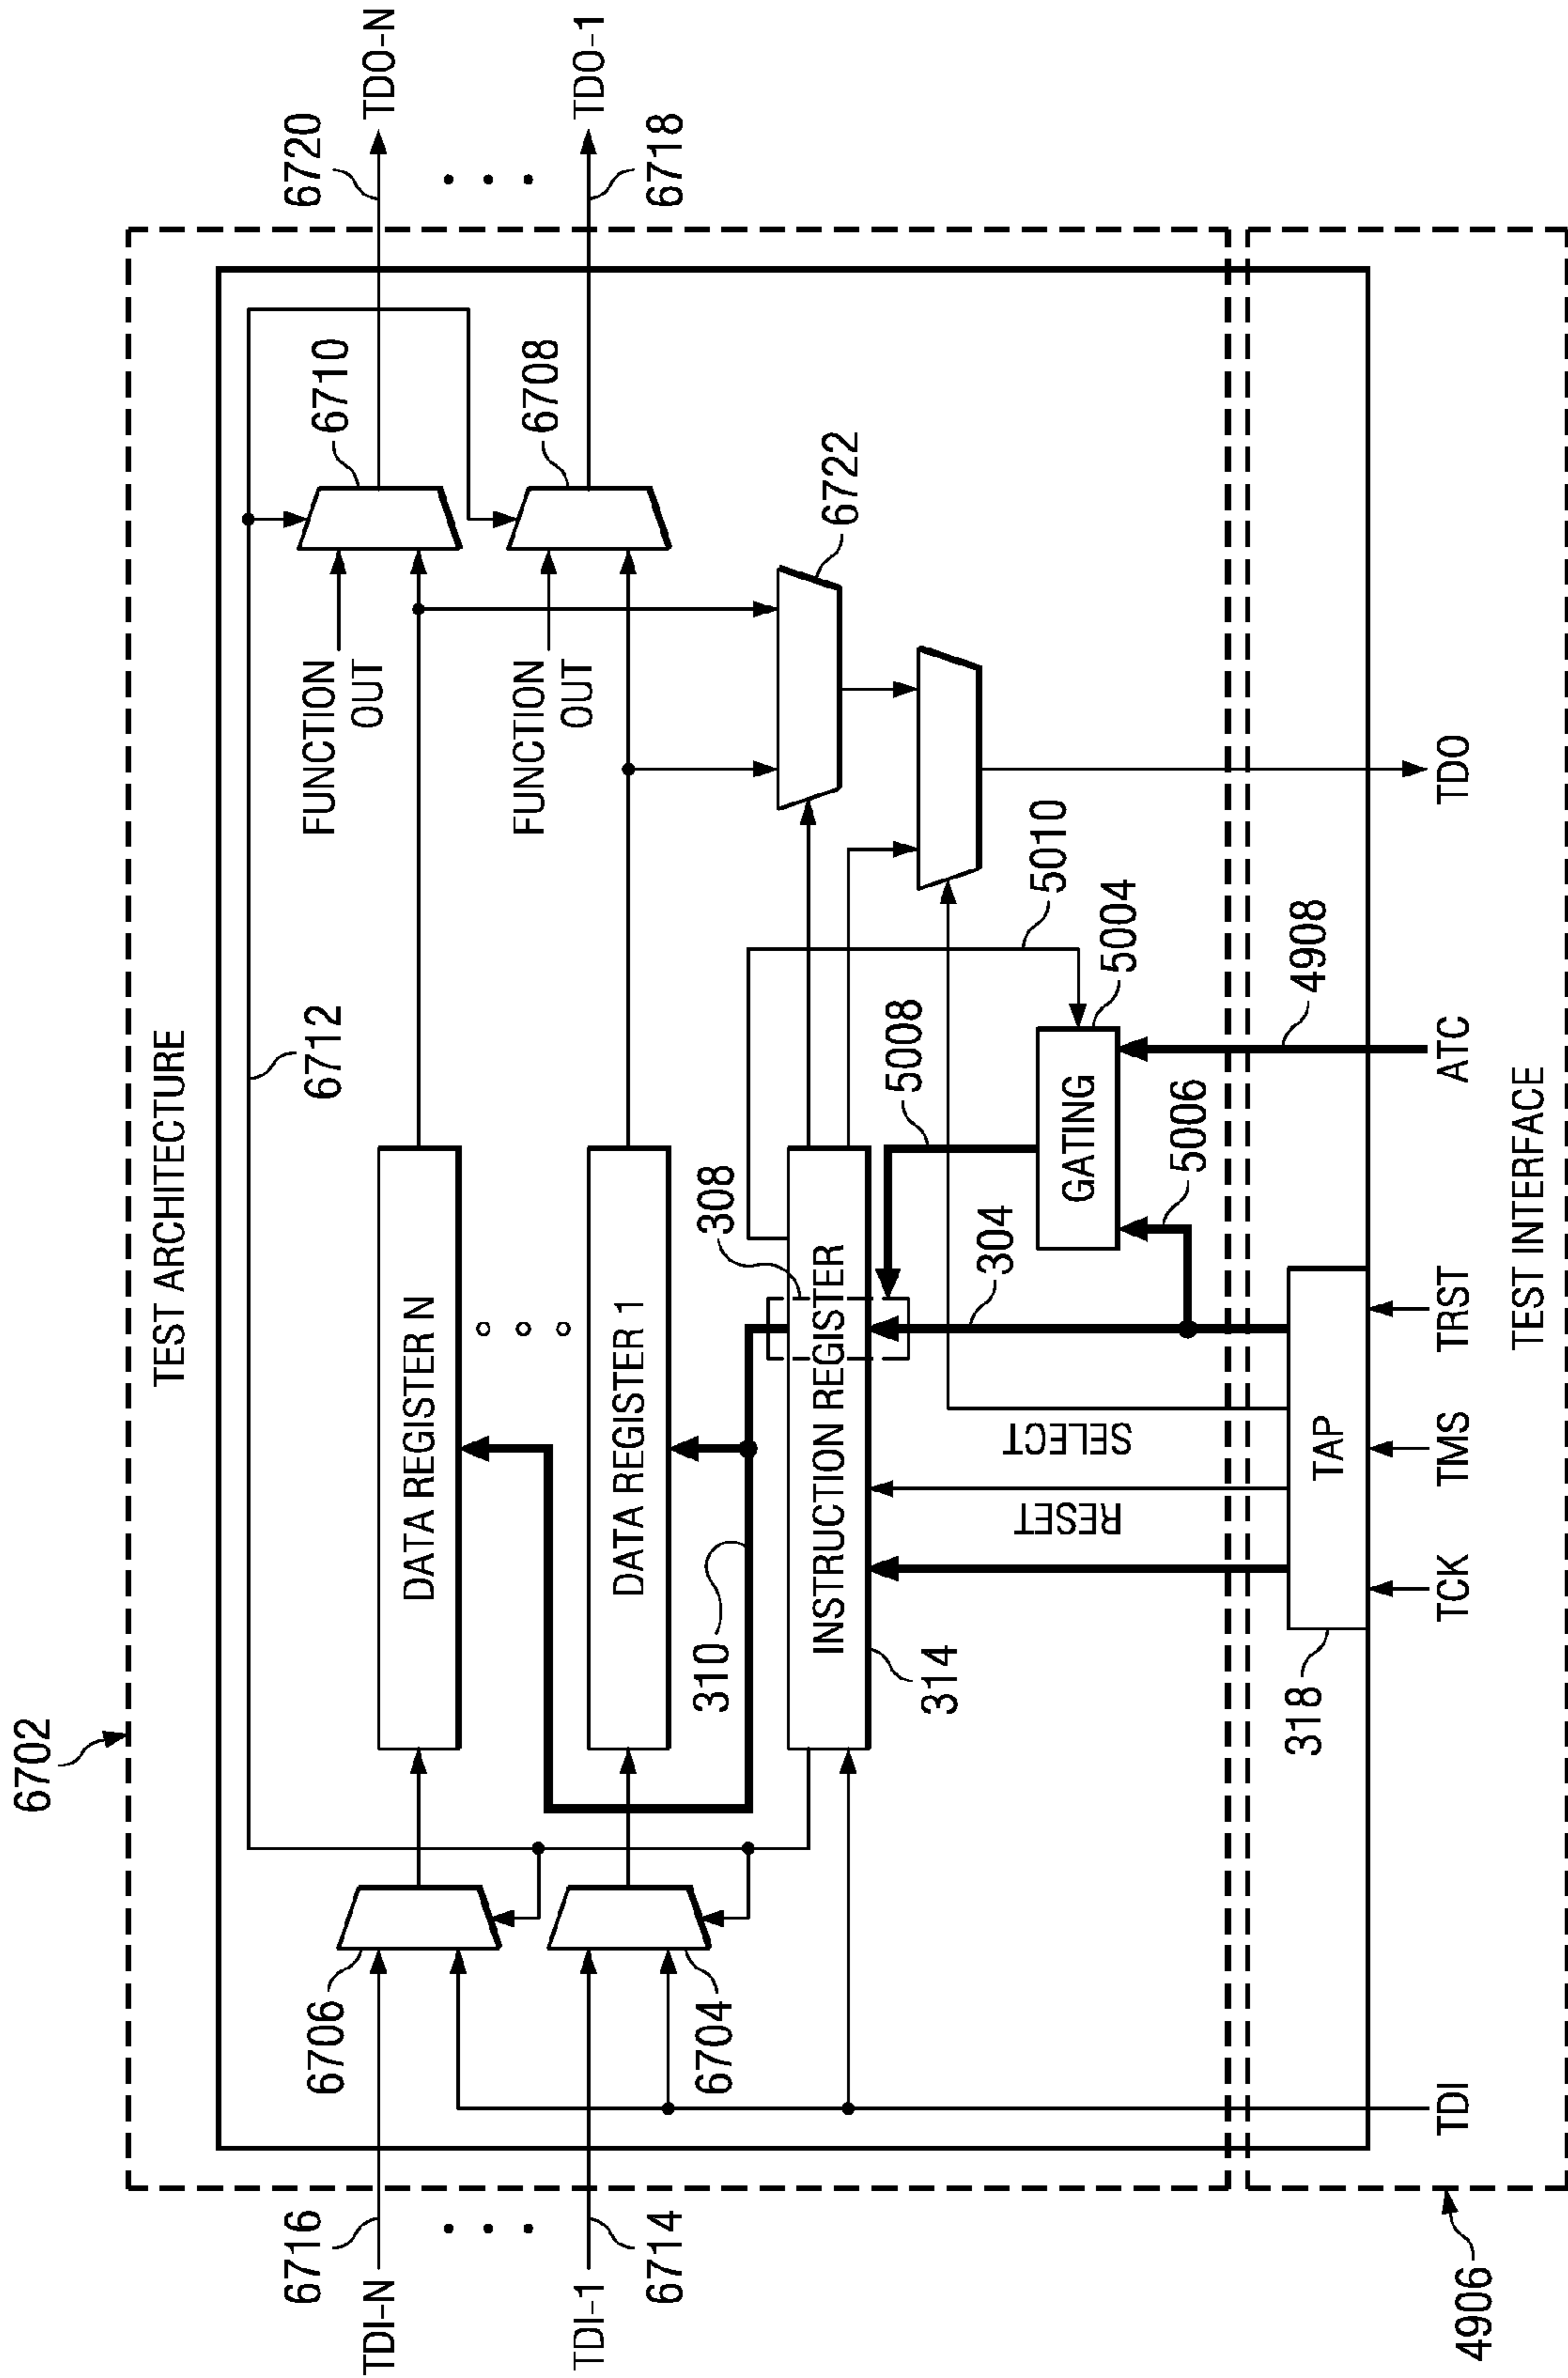 6702
TEST ARCHITECTURE
6712
6716
TDI-N
TDI-1
6714
6706
6704
DATA REGISTER N
DATA REGISTER 1
310
308
INSTRUCTION REGISTER
314
FUNCTION
OUT
FUNCTION
OUT
6710
6708
6720
TDO-N
TDO-1
6718
6722
5010
5008
5004
GATING
5006
304
SELECT
RESET
TAP
318
4908
TDI
TCK
TMS
TRST
ATC
TDO
TEST INTERFACE
4906